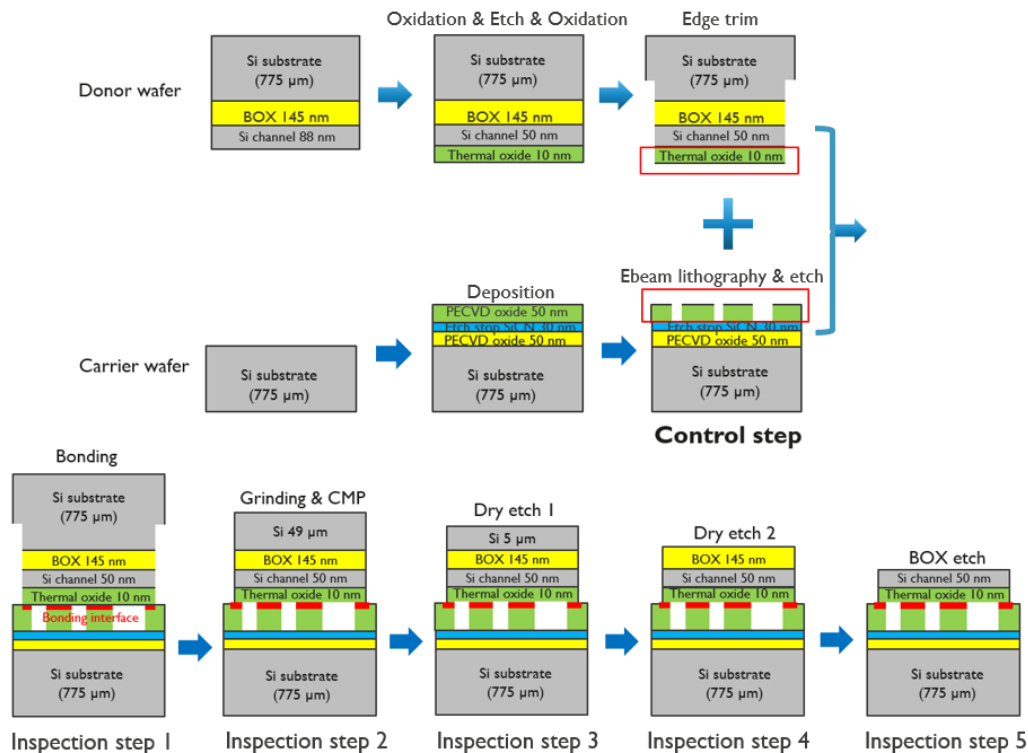 Oxidation & Etch & Oxidation
Edge trim
Donor wafer
Si substrate
(775 µm)
BOX 145 nm
Si channel 88 nm
Si substrate
(775 µm)
BOX 145 nm
Si channel 50 nm
Thermal oxide 10 nm
Si substrate
(775 µm)
BOX 145 nm
Si channel 50 nm
Thermal oxide 10 nm
Deposition
Ebeam lithography & etch
Carrier wafer
Si substrate
(775 µm)
PECVD oxide 50 nm
Etch stop SiCN 30 nm
PECVD oxide 50 nm
Si substrate
(775 µm)
Etch stop SiCN 30 nm
PECVD oxide 50 nm
Si substrate
(775 µm)
Control step
Bonding
Si substrate
(775 µm)
BOX 145 nm
Si channel 50 nm
Thermal oxide 10 nm
Bonding interface
Si substrate
(775 µm)
Inspection step 1
Grinding & CMP
Si 49 µm
BOX 145 nm
Si channel 50 nm
Thermal oxide 10 nm
Si substrate
(775 µm)
Inspection step 2
Dry etch 1
Si 5 µm
BOX 145 nm
Si channel 50 nm
Thermal oxide 10 nm
Si substrate
(775 µm)
Inspection step 3
Dry etch 2
BOX 145 nm
Si channel 50 nm
Thermal oxide 10 nm
Si substrate
(775 µm)
Inspection step 4
BOX etch
Si channel 50 nm
Thermal oxide 10 nm
Si substrate
(775 µm)
Inspection step 5